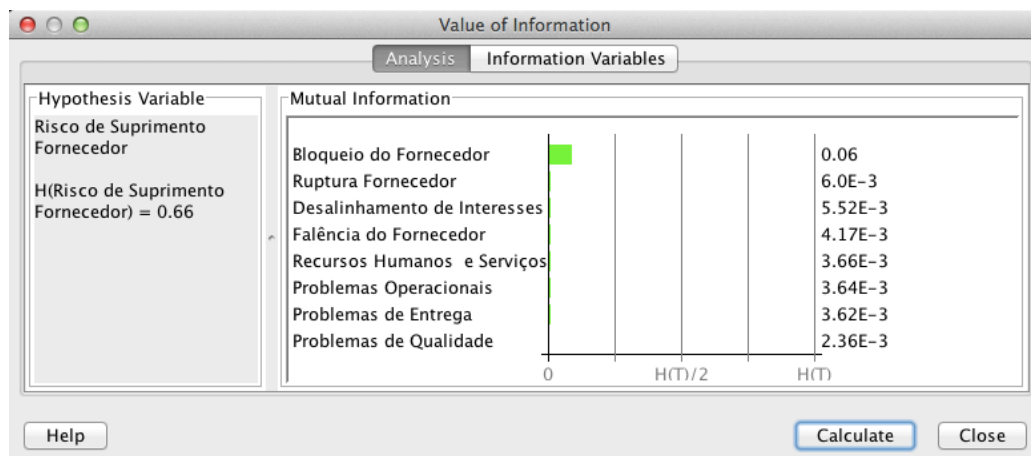 Value of Information
Analysis
Information Variables
Hypothesis Variable
Risco de Suprimento
Fornecedor
H(Risco de Suprimento
Fornecedor) = 0.66
Mutual Information
Bloqueio do Fornecedor 0.06
Ruptura Fornecedor 6.0E-3
Desalinhamento de Interesses 5.52E-3
Falência do Fornecedor 4.17E-3
Recursos Humanos e Serviços 3.66E-3
Problemas Operacionais 3.64E-3
Problemas de Entrega 3.62E-3
Problemas de Qualidade 2.36E-3
0 H(T)/2 H(T)
Help
Calculate
Close